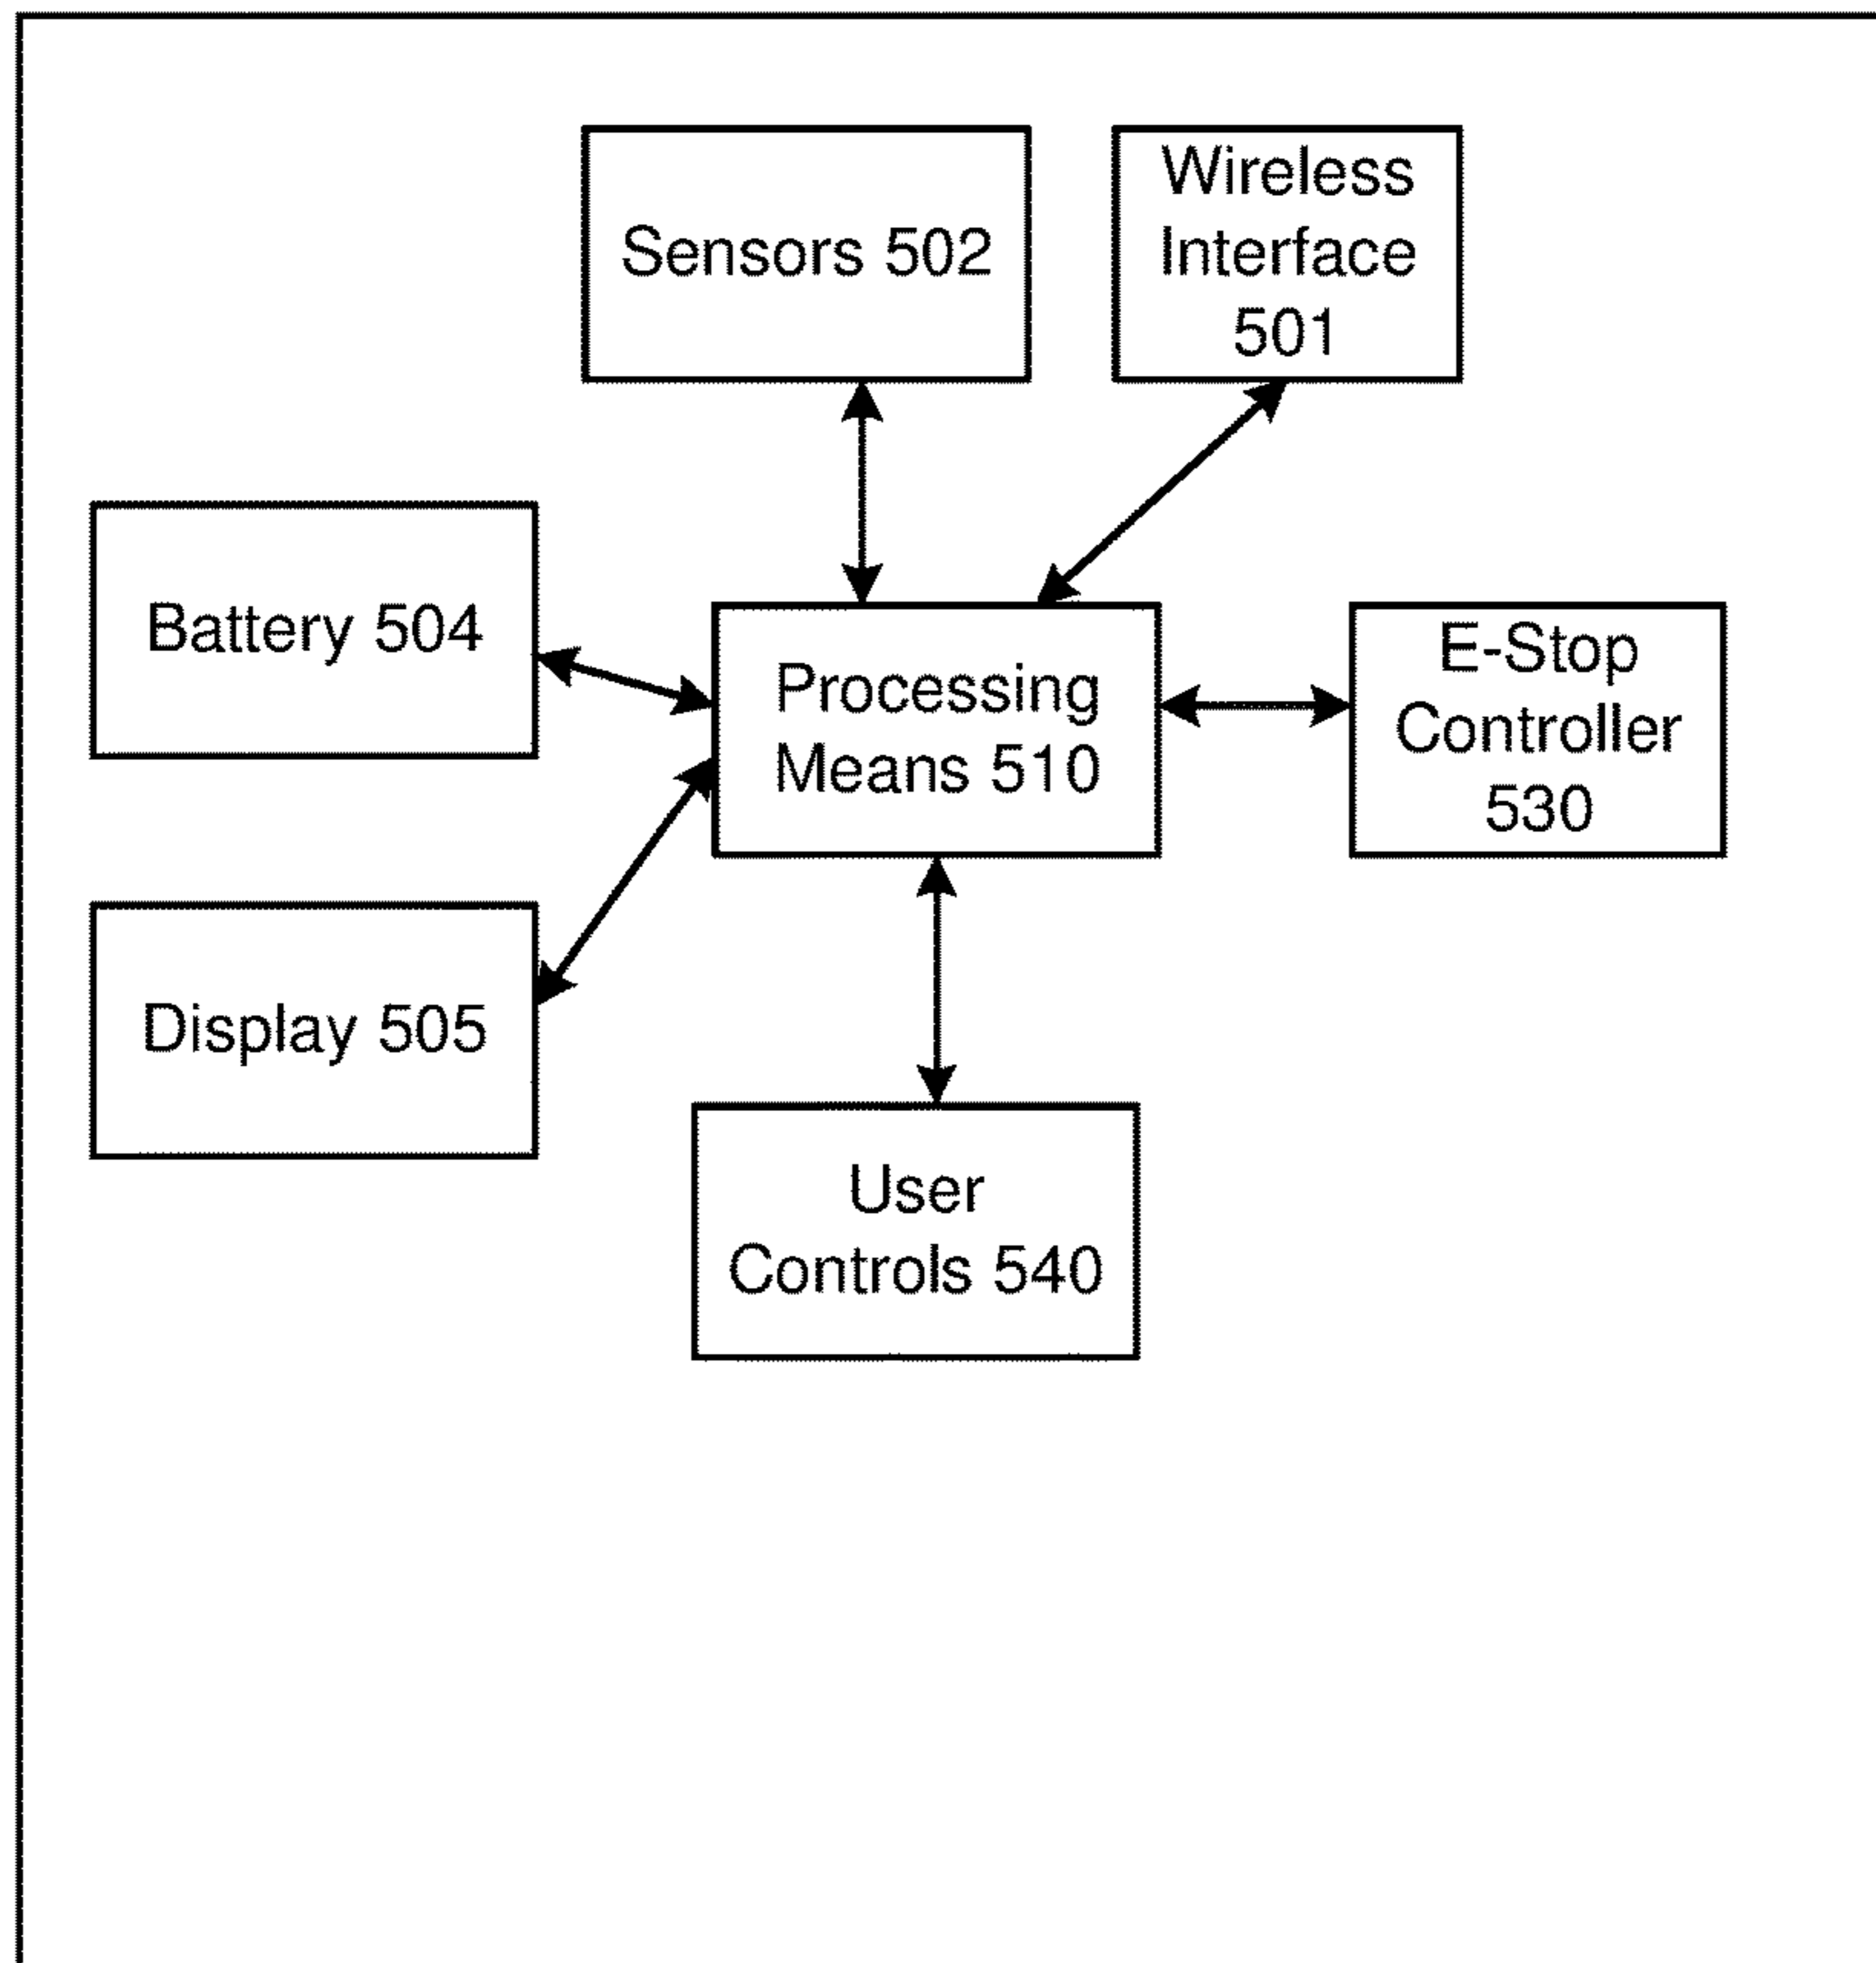 Sensors 502
Wireless
Interface
501
Battery 504
Processing
Means 510
E-Stop
Controller
530
Display 505
User
Controls 540